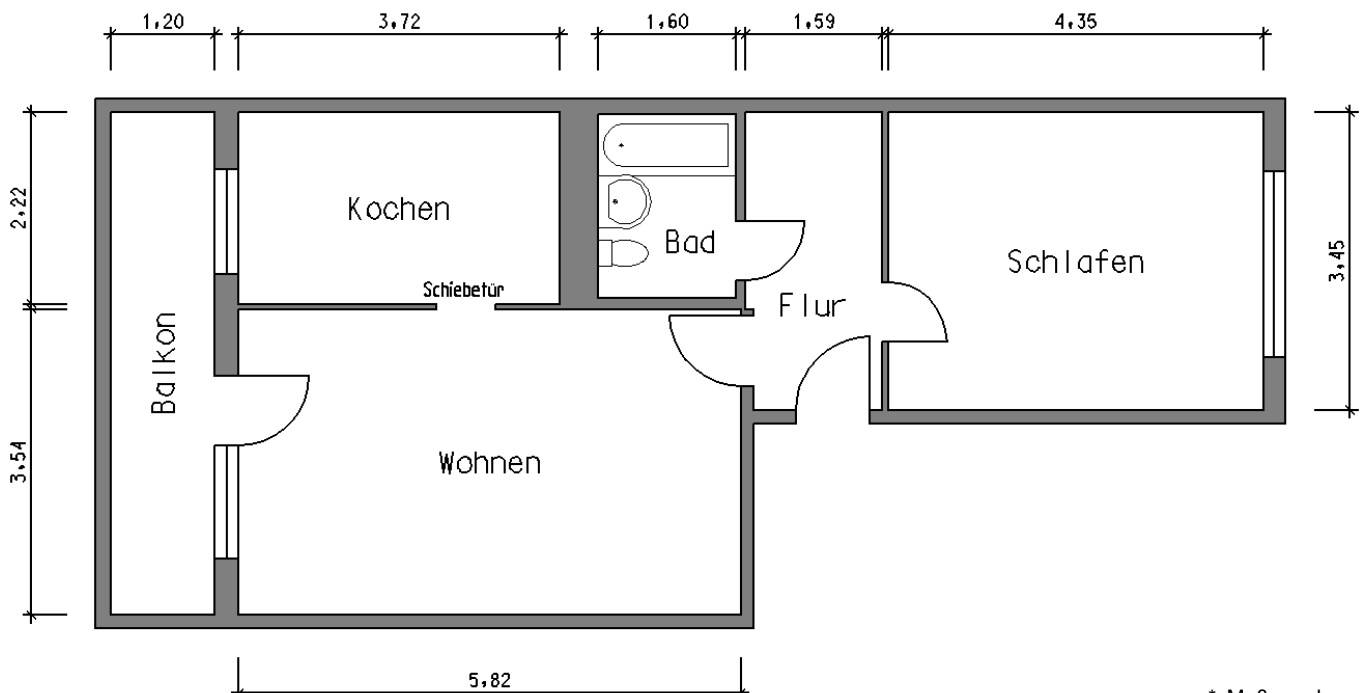 1,20
3,72
1,60
1,59
4,35
2,22
Kochen
Bad
Schlafen
3,45
Schiebetür
Flur
Balkon
3,54
Wohnen
5,82